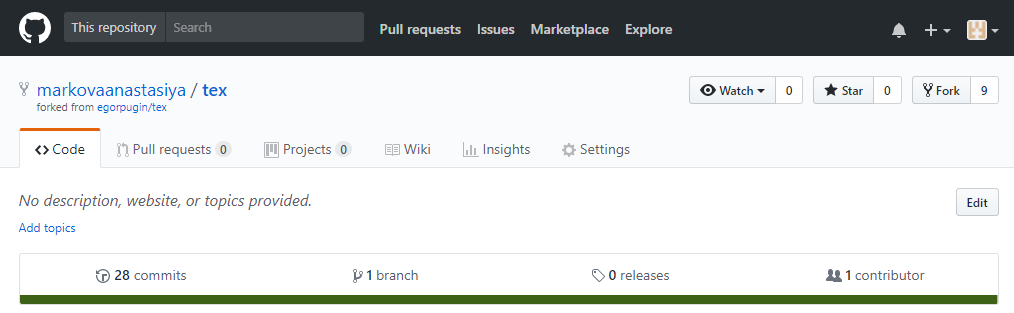 This repository Search Pull requests Issues Marketplace Explore
markovaanastasiya / tex Watch 0 Star 0 Fork 9
forked from egorpugin/tex
Code Pull requests 0 Projects 0 Wiki Insights Settings
No description, website, or topics provided. Edit
Add topics
28 commits 1 branch 0 releases 1 contributor